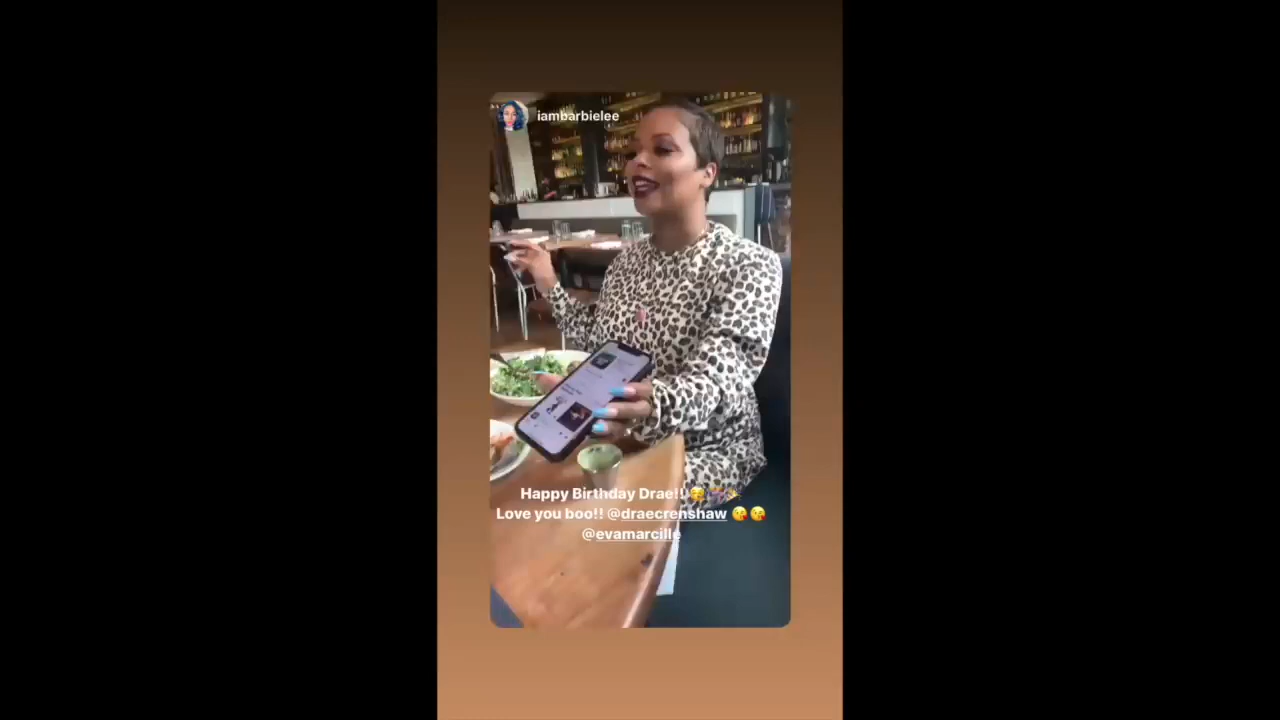 iambarbielee
Happy Birthday Drae!! 🥳🎊🎉
Love you boo!! @draecrenshaw 😘😘
@evamarcille